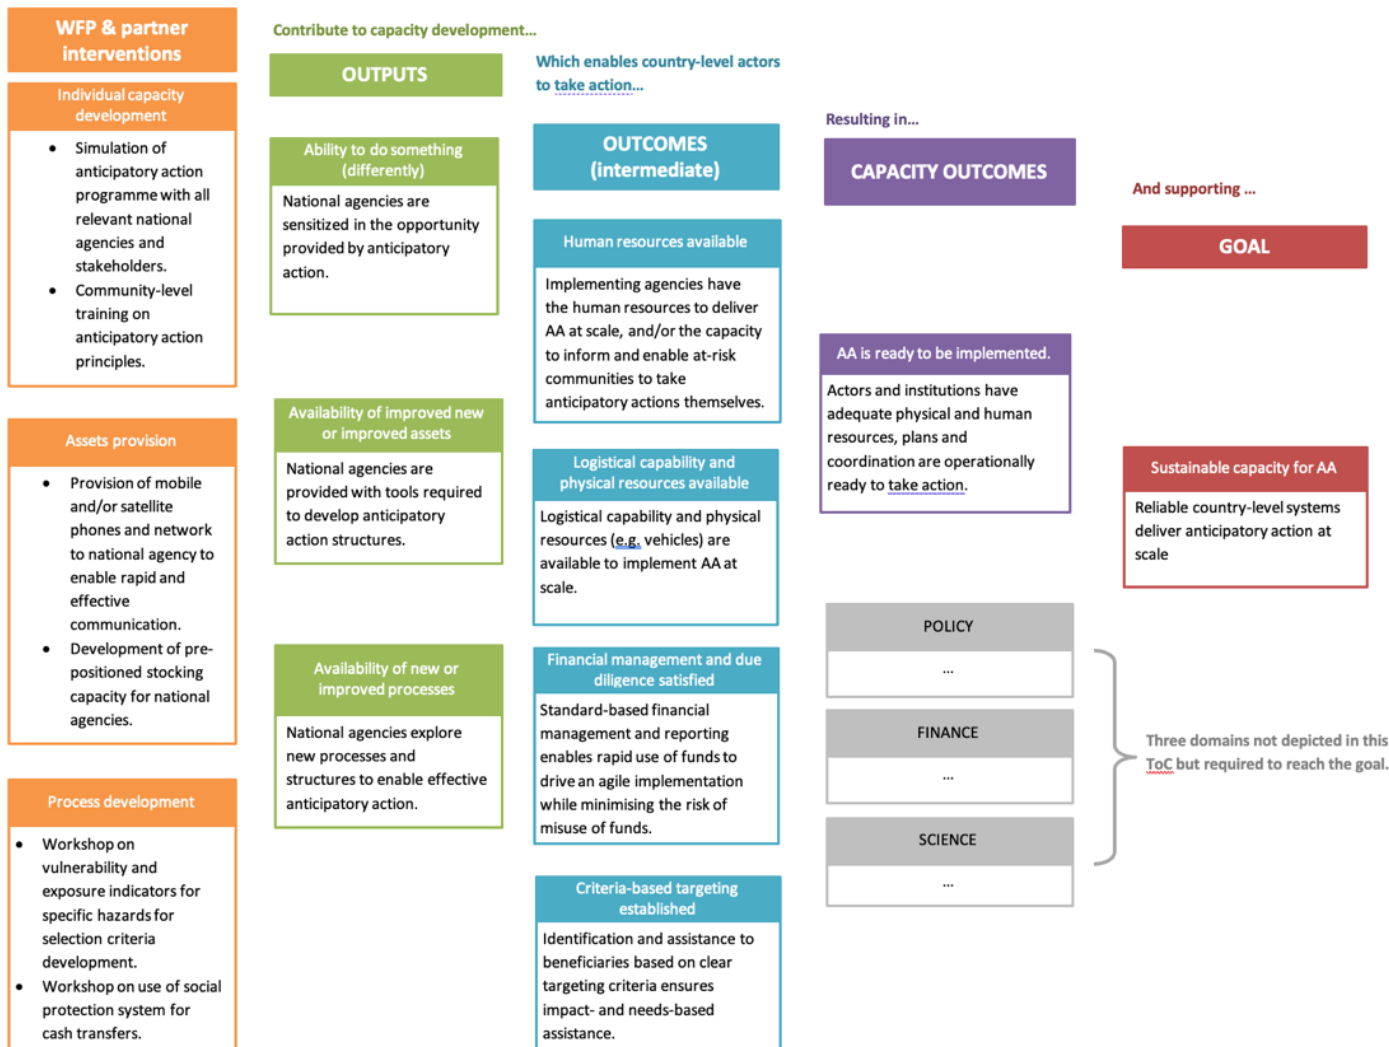 WFP & partner
interventions
Individual capacity
development
• Simulation of
anticipatory action
programme with all
relevant national
agencies and
stakeholders.
• Community-level
training on
anticipatory action
principles.
Assets provision
• Provision of mobile
and/or satellite
phones and network
to national agency to
enable rapid and
effective
communication.
• Development of pre-
positioned stocking
capacity for national
agencies.
Process development
• Workshop on
vulnerability and
exposure indicators for
specific hazards for
selection criteria
development.
• Workshop on use of social
protection system for
cash transfers.
Contribute to capacity development...
OUTPUTS
Ability to do something
(differently)
National agencies are
sensitized in the opportunity
provided by anticipatory
action.
Availability of improved new
or improved assets
National agencies are
provided with tools required
to develop anticipatory
action structures.
Availability of new or
improved processes
National agencies explore
new processes and
structures to enable effective
anticipatory action.
Which enables country-level actors
to take action...
OUTCOMES
(intermediate)
Human resources available
Implementing agencies have
the human resources to deliver
AA at scale, and/or the capacity
to inform and enable at-risk
communities to take
anticipatory actions themselves.
Logistical capability and
physical resources available
Logistical capability and physical
resources (e.g. vehicles) are
available to implement AA at
scale.
Financial management and due
diligence satisfied
Standard-based financial
management and reporting
enables rapid use of funds to
drive an agile implementation
while minimising the risk of
misuse of funds.
Criteria-based targeting
established
Identification and assistance to
beneficiaries based on clear
targeting criteria ensures
impact- and needs-based
assistance.
Resulting in...
CAPACITY OUTCOMES
AA is ready to be implemented.
Actors and institutions have
adequate physical and human
resources, plans and
coordination are operationally
ready to take action.
POLICY
...
FINANCE
...
SCIENCE
...
And supporting ...
GOAL
Sustainable capacity for AA
Reliable country-level systems
deliver anticipatory action at
scale
Three domains not depicted in this
ToC but required to reach the goal.